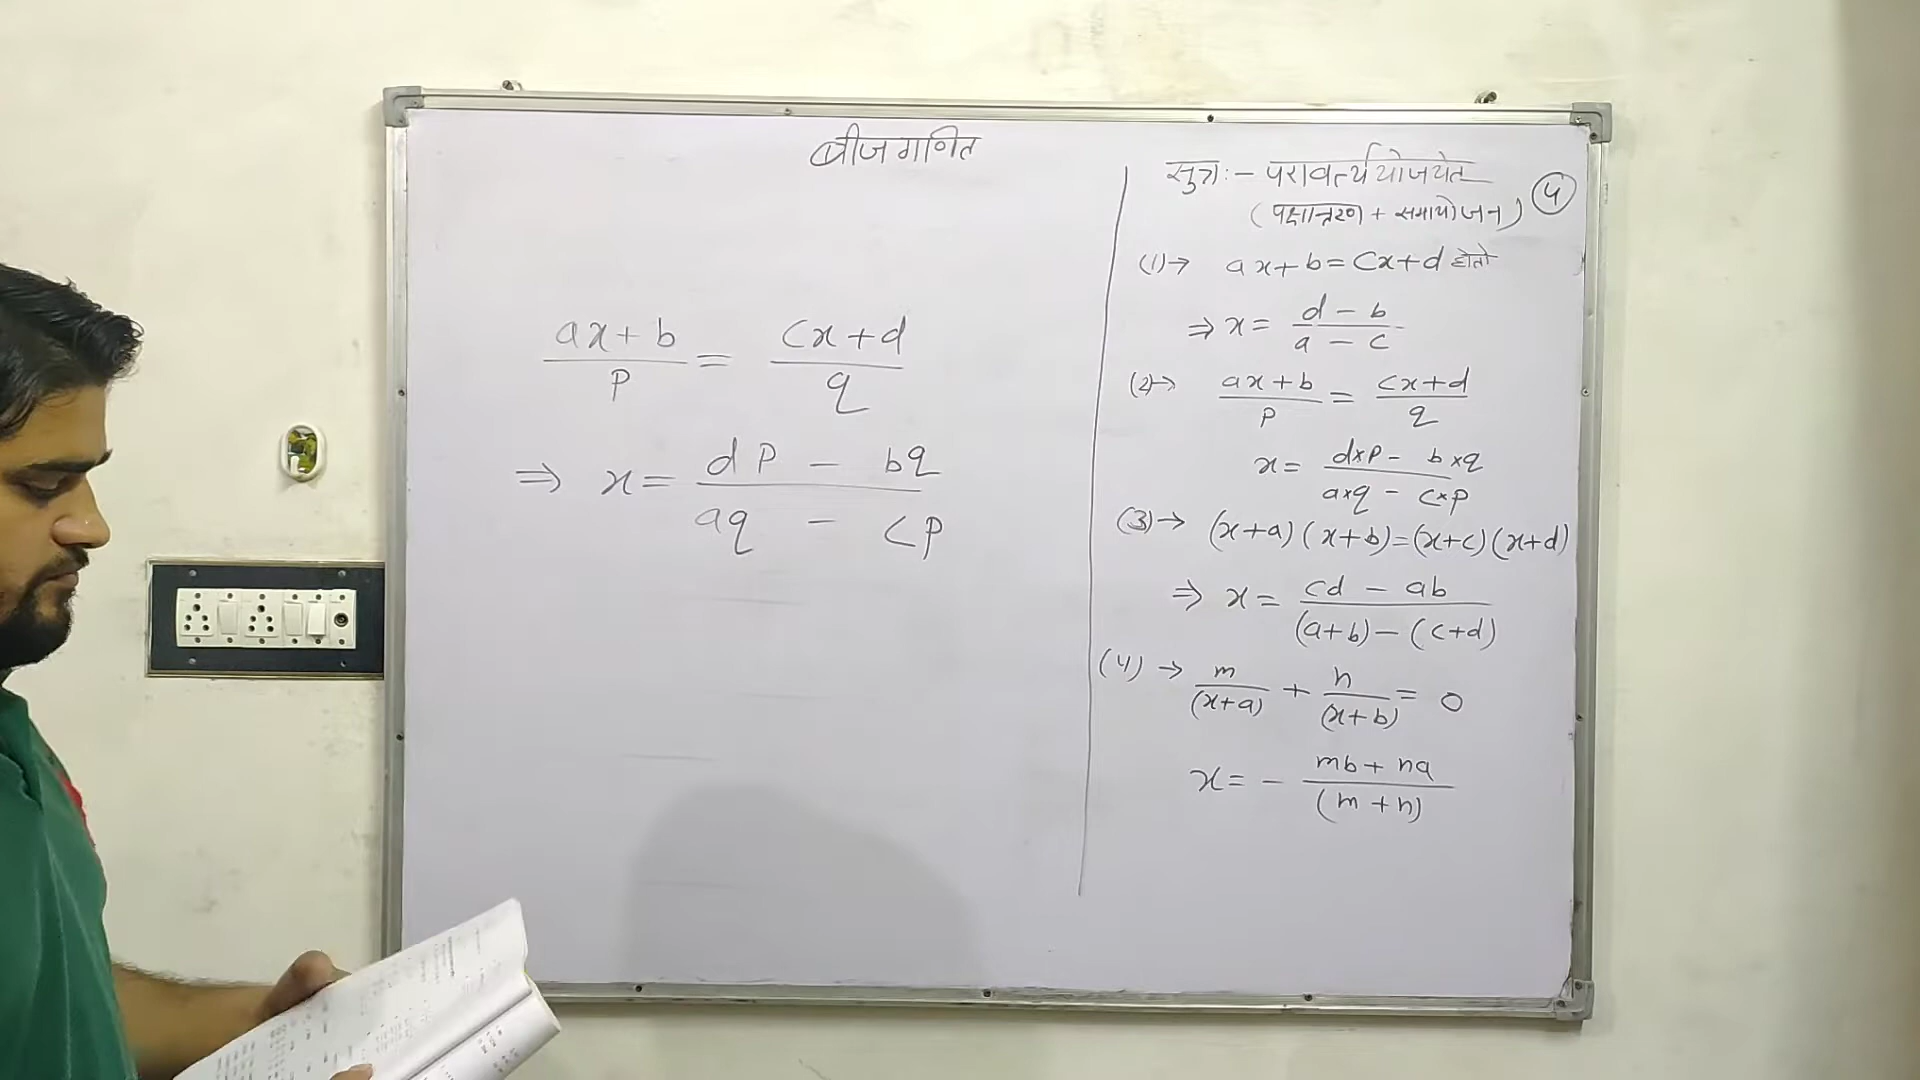 बीजगणित
ax+b/p = cx+d/q
⇒ x = dp - bq/aq - cp
सुत्र :- परावर्त्य योजयेत
(पक्षान्तरण + समायोजन)
(4)
(1)→ ax+b=cx+d होतो
⇒ x = d - b/a - c
(2)→ ax+b/p = cx+d/q
x = d×p - b×q/a×q - c×p
(3)→ (x+a)(x+b)=(x+c)(x+d)
⇒ x = cd - ab/(a+b)-(c+d)
(4)→ m/(x+a) + n/(x+b) = 0
x = - mb+na/(m+n)